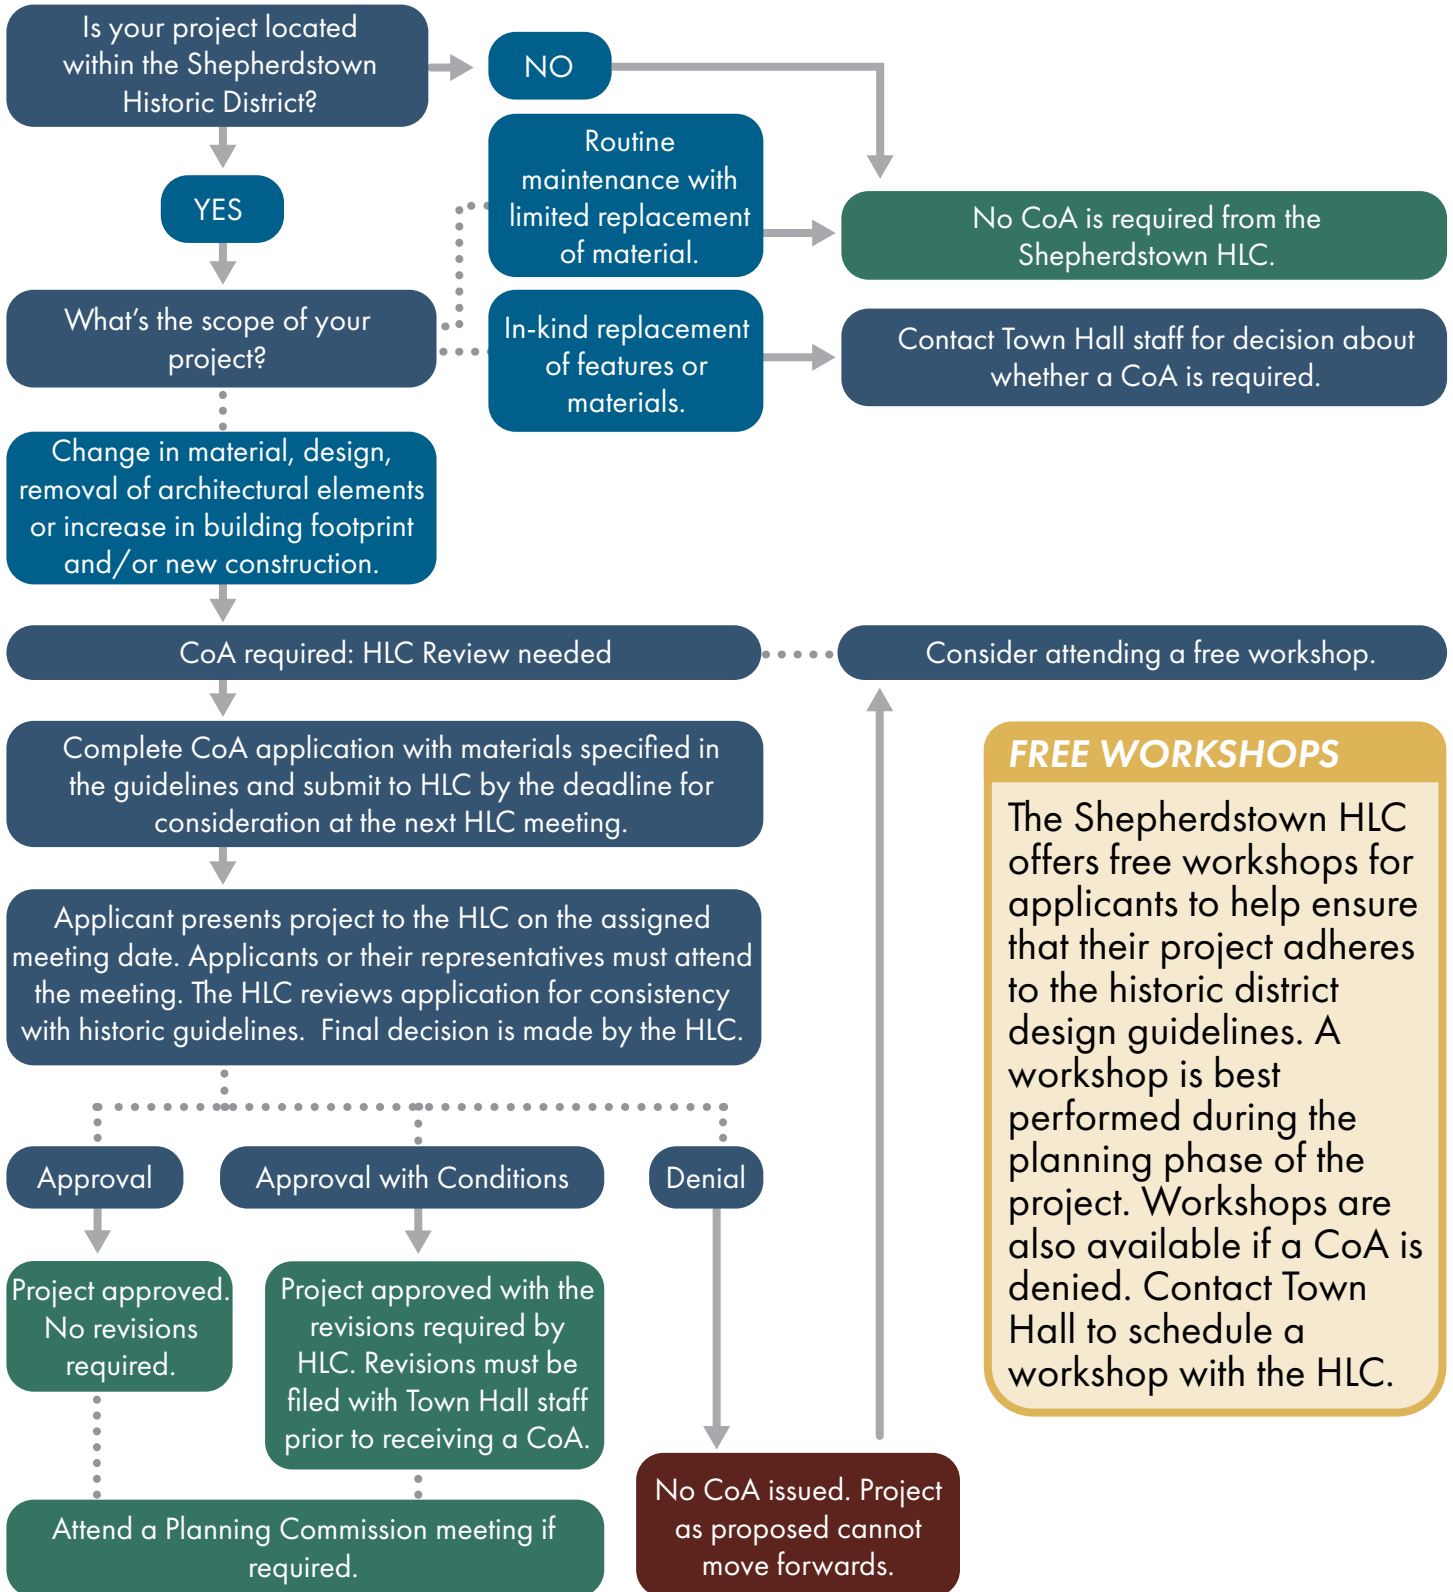 Is your project located
within the Shepherdstown
Historic District?
NO
YES
Routine
maintenance with
limited replacement
of material.
No CoA is required from the
Shepherdstown HLC.
What's the scope of your
project?
In-kind replacement
of features or
materials.
Contact Town Hall staff for decision about
whether a CoA is required.
Change in material, design,
removal of architectural elements
or increase in building footprint
and/or new construction.
CoA required: HLC Review needed
Consider attending a free workshop.
Complete CoA application with materials specified in
the guidelines and submit to HLC by the deadline for
consideration at the next HLC meeting.
Applicant presents project to the HLC on the assigned
meeting date. Applicants or their representatives must attend
the meeting. The HLC reviews application for consistency
with historic guidelines.  Final decision is made by the HLC.
Approval
Approval with Conditions
Denial
Project approved.
No revisions
required.
Project approved with the
revisions required by
HLC. Revisions must be
filed with Town Hall staff
prior to receiving a CoA.
Attend a Planning Commission meeting if
required.
No CoA issued. Project
as proposed cannot
move forwards.
FREE WORKSHOPS
The Shepherdstown HLC
offers free workshops for
applicants to help ensure
that their project adheres
to the historic district
design guidelines. A
workshop is best
performed during the
planning phase of the
project. Workshops are
also available if a CoA is
denied. Contact Town
Hall to schedule a
workshop with the HLC.